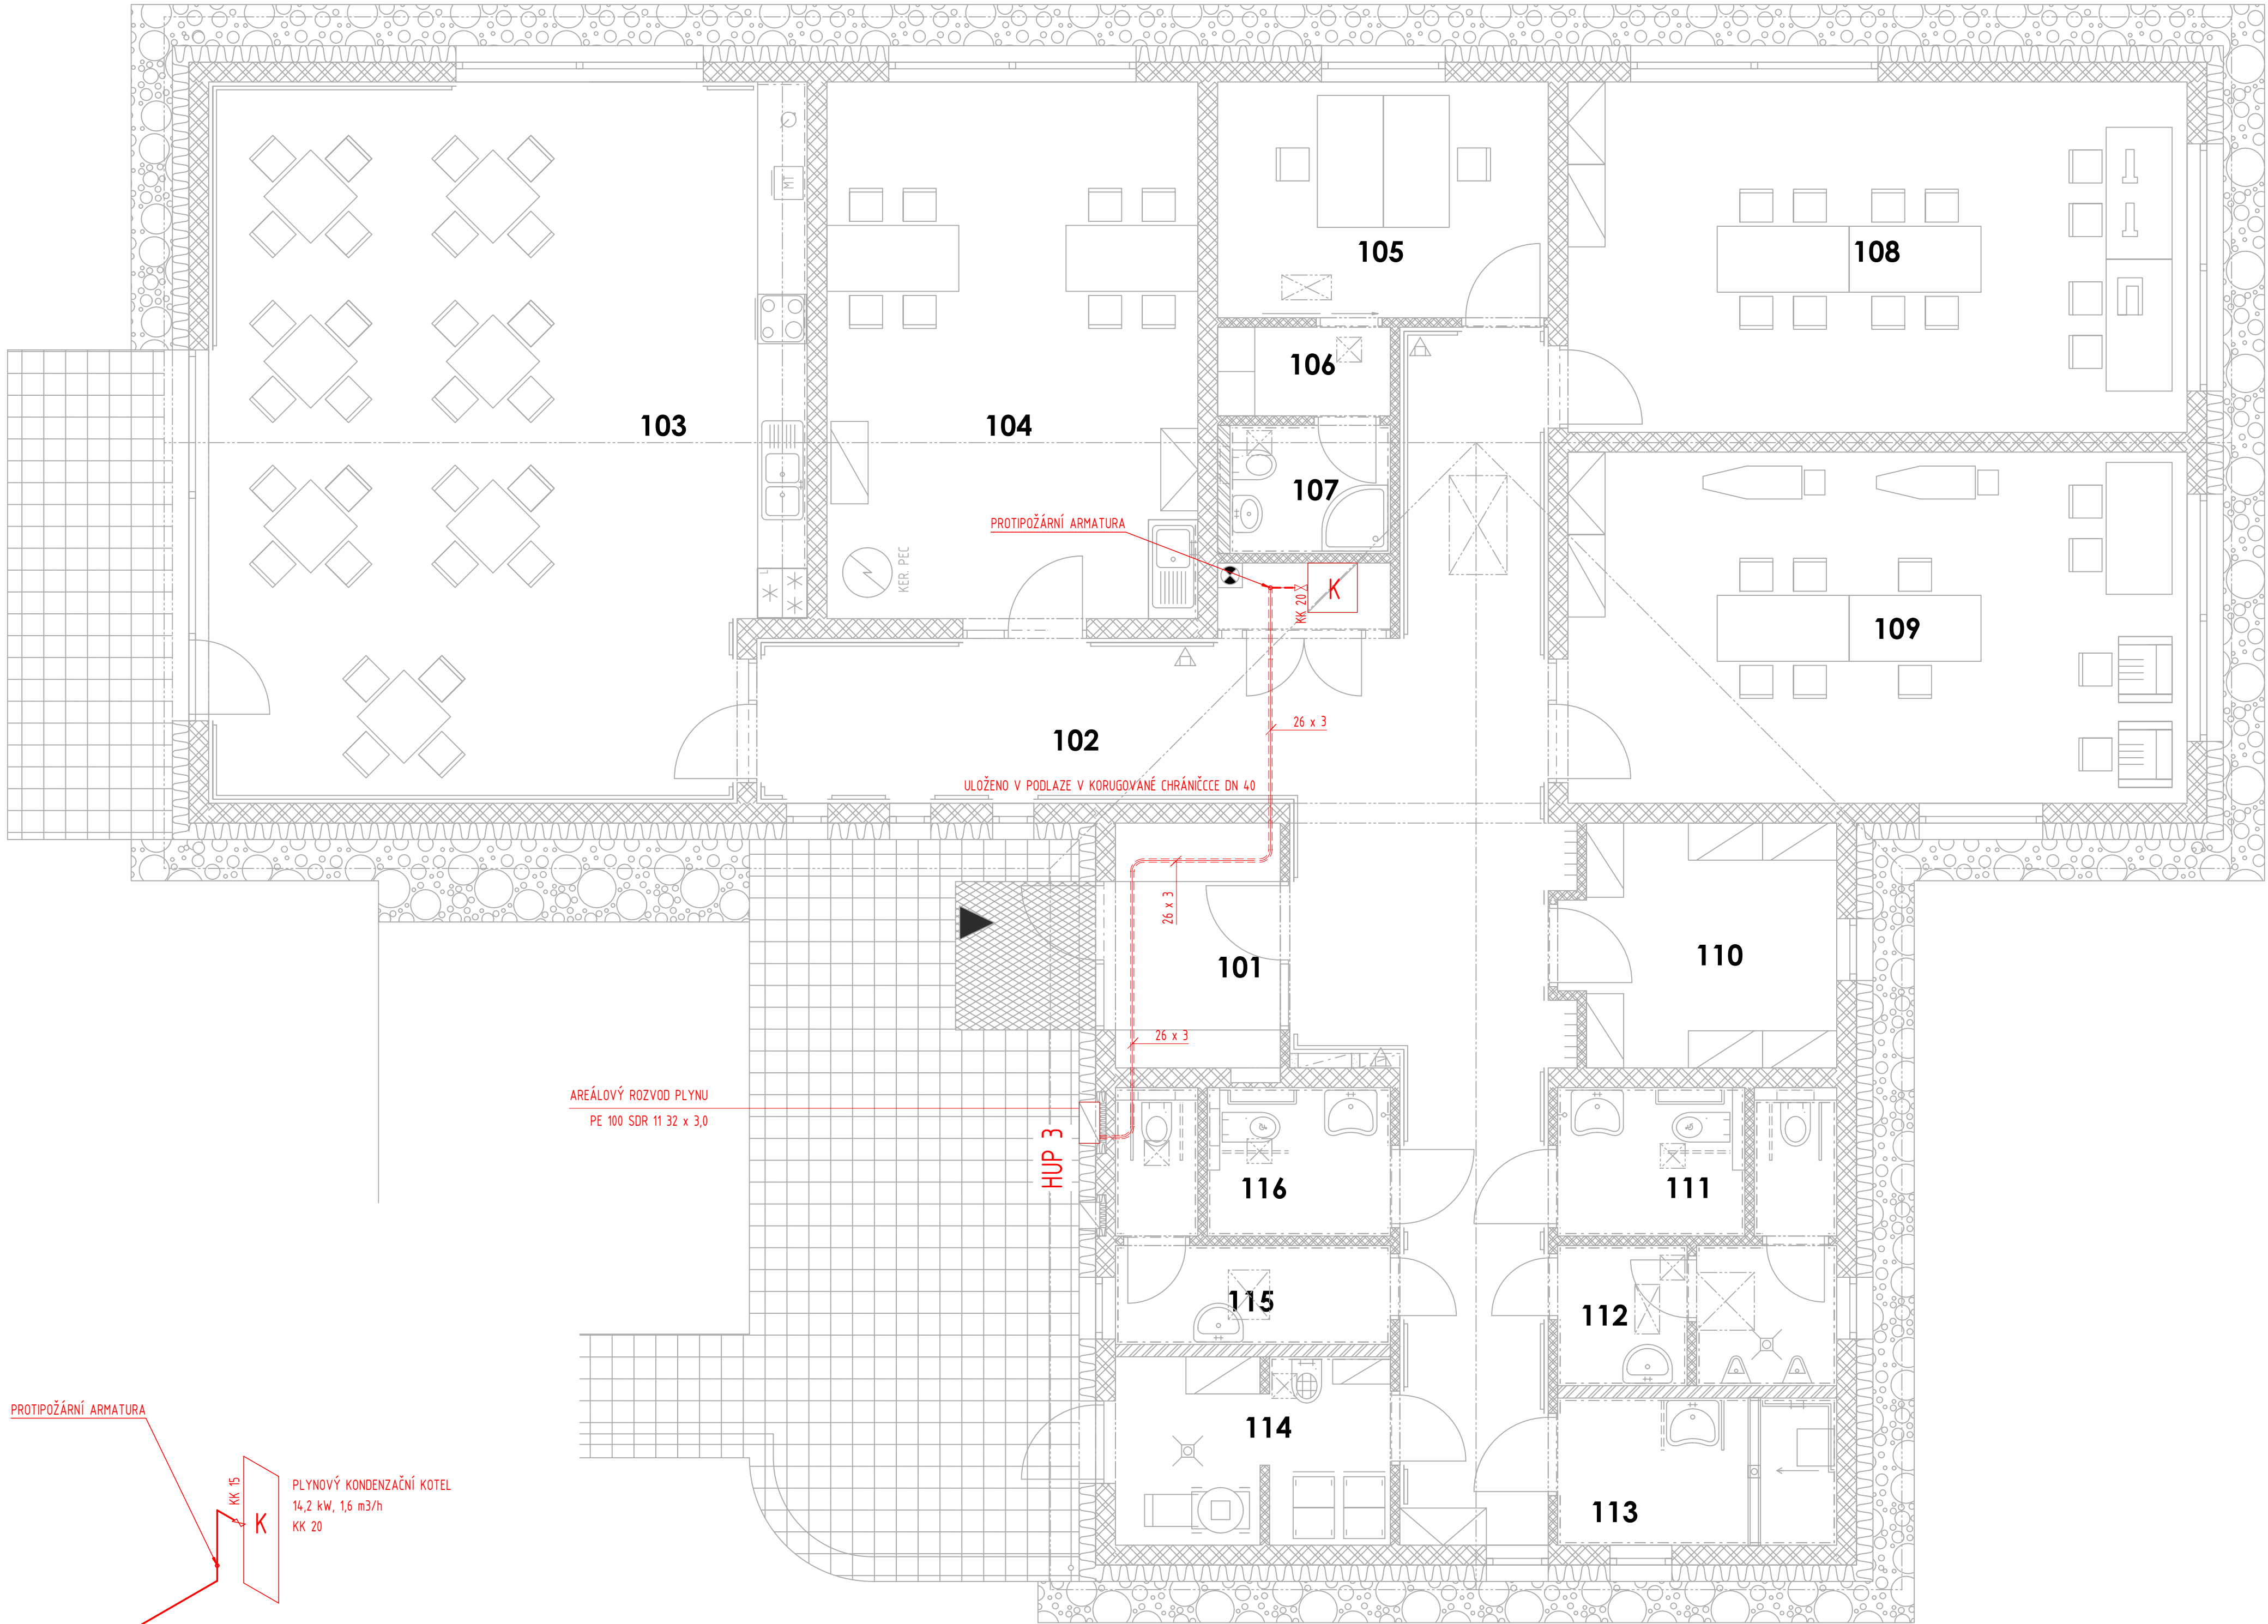 105
108
MT
106
103
104
107
PROTIPOŽÁRNÍ ARMATURA
KER. PEC
KK 20
K
109
26 x 3
102
ULOŽENO V PODLAZE V KORUGOVANÉ CHRÁNIČCCE DN 40
26 x 3
110
101
26 x 3
AREÁLOVÝ ROZVOD PLYNU
PE 100 SDR 11 32 x 3,0
HUP 3
116
111
115
112
PROTIPOŽÁRNÍ ARMATURA
114
KK 15
PLYNOVÝ KONDENZAČNÍ KOTEL
14,2 kW, 1,6 m3/h
KK 20
K
113